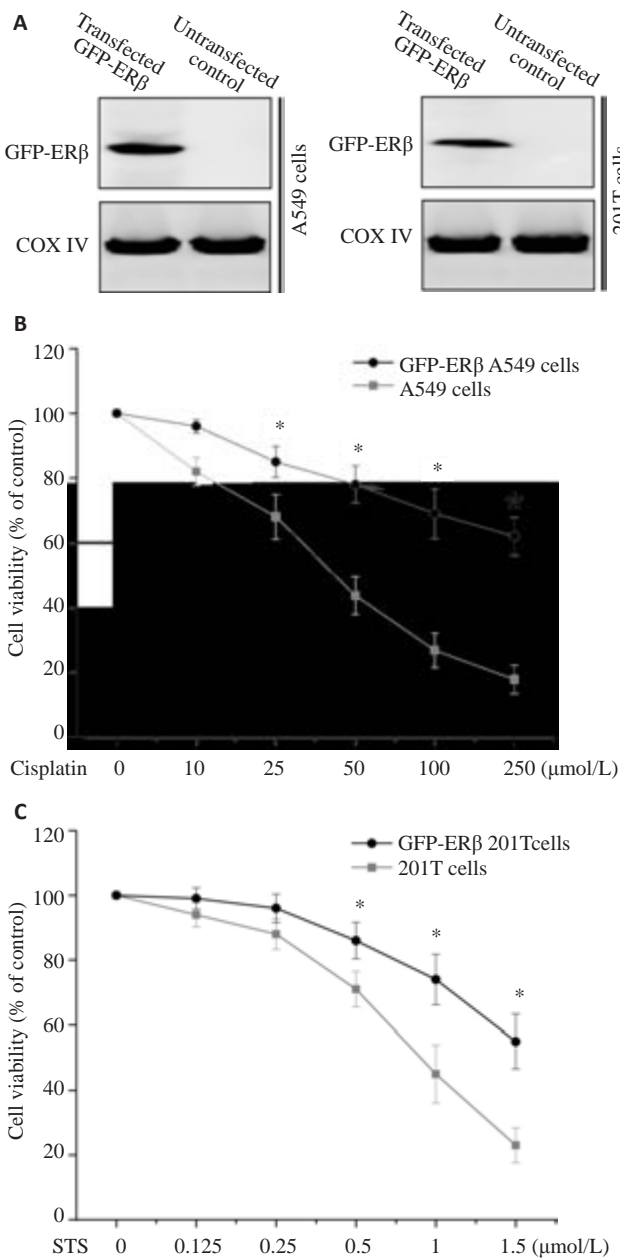 A
Transfected GFP-ERβ
Untransfected control
Transfected GFP-ERβ
Untransfected control
GFP-ERβ
A549 cells
GFP-ERβ
201T cells
COX IV
COX IV
B
120
GFP-ERβ A549 cells
A549 cells
100
*
*
*
80
*
60
40
20
0
Cell viability (% of control)
Cisplatin 0 10 25 50 100 250 (μmol/L)
C
120
GFP-ERβ 201Tcells
201T cells
100
*
*
80
*
60
40
20
0
Cell viability (% of control)
STS 0 0.125 0.25 0.5 1 1.5 (μmol/L)